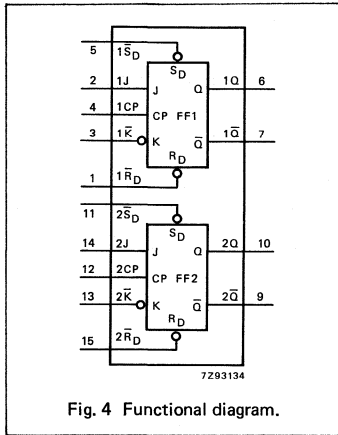 5 1S̅D
SD
2 1J J Q 1Q 6
4 1CP CP FF1
3 1K̅ K Q̅ 1Q̅ 7
RD
1 1R̅D
11 2S̅D
SD
14 2J J Q 2Q 10
12 2CP CP FF2
13 2K̅ K Q̅ 2Q̅ 9
RD
15 2R̅D
7Z93134
Fig. 4 Functional diagram.